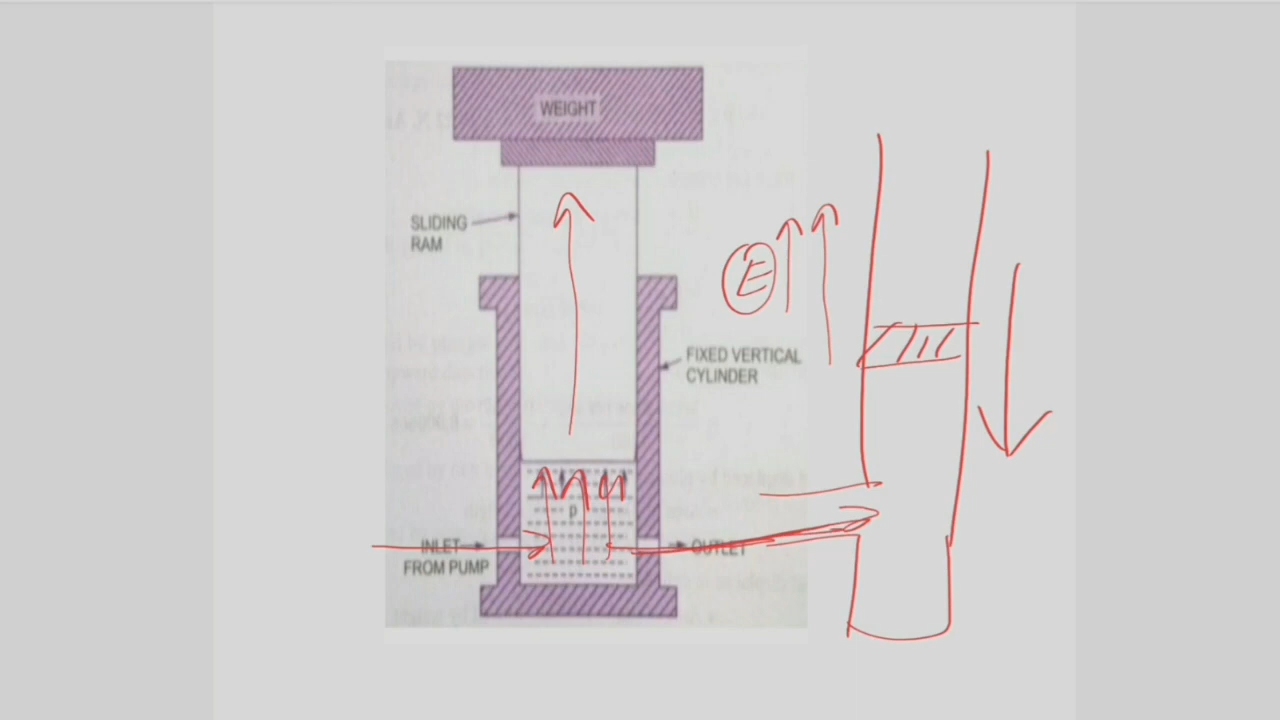 WEIGHT
SLIDING
RAM
E
FIXED VERTICAL
CYLINDER
p
INLET
FROM PUMP
OUTLET